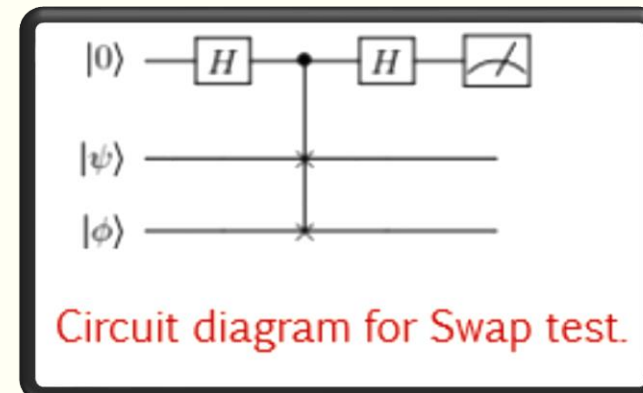 |0⟩ H H
|ψ⟩
|ϕ⟩
Circuit diagram for Swap test.